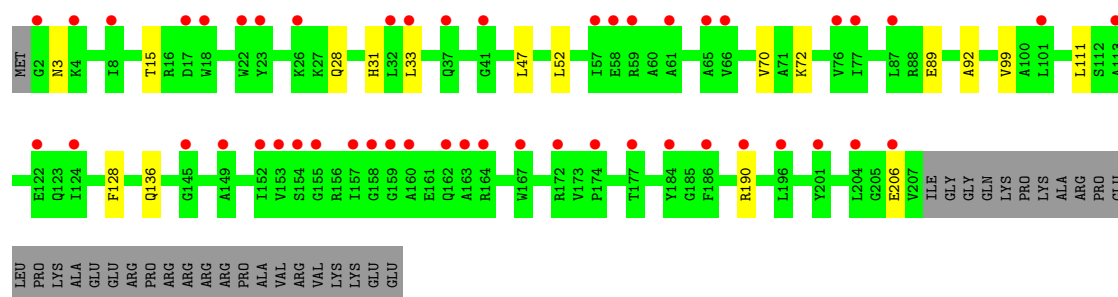 MET G2 N3 K4 I8 T15 R16 D17 W18 W22 Y23 K26 K27 Q28 H31 L32 L33 Q37 G41 L47 L52 I57 E58 R59 A60 A61 A65 V66 V70 A71 K72 V76 I77 L87 R88 E89 A92 V99 A100 L101 L111 S112 A113
E122 Q123 I124 F128 Q136 G145 A149 I152 V153 S154 G155 R156 I157 G158 G159 A160 E161 Q162 A163 R164 W167 R172 V173 P174 T177 Y184 G185 F186 R190 L196 Y201 L204 G205 E206 V207 ILE GLY GLY GLN LYS PRO LYS ALA ARG PRO GLU
LEU PRO LYS ALA GLU GLU ARG PRO ARG ARG ARG ARG PRO ALA VAL ARG VAL LYS LYS GLU GLU